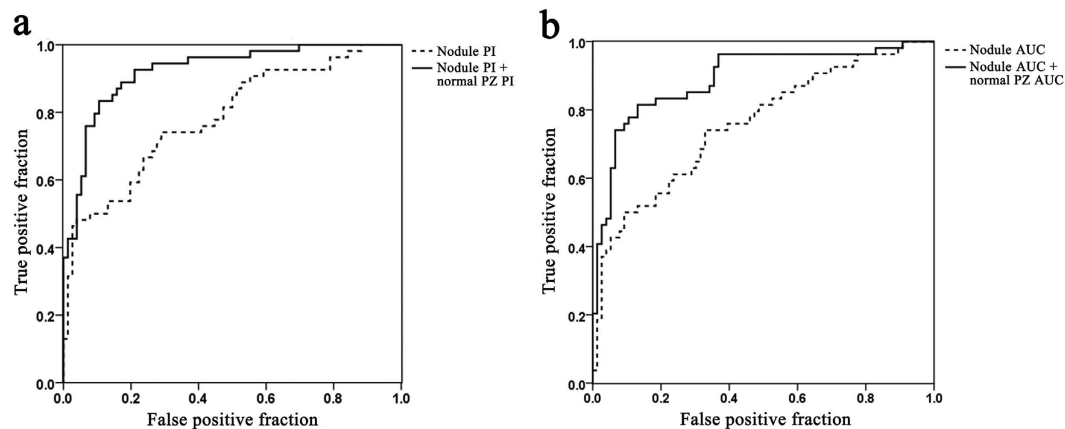 a
Nodule PI
Nodule PI +
normal PZ PI
True positive fraction
1.0
0.8
0.6
0.4
0.2
0.0
0.0 0.2 0.4 0.6 0.8 1.0
False positive fraction
b
Nodule AUC
Nodule AUC +
normal PZ AUC
True positive fraction
1.0
0.8
0.6
0.4
0.2
0.0
0.0 0.2 0.4 0.6 0.8 1.0
False positive fraction